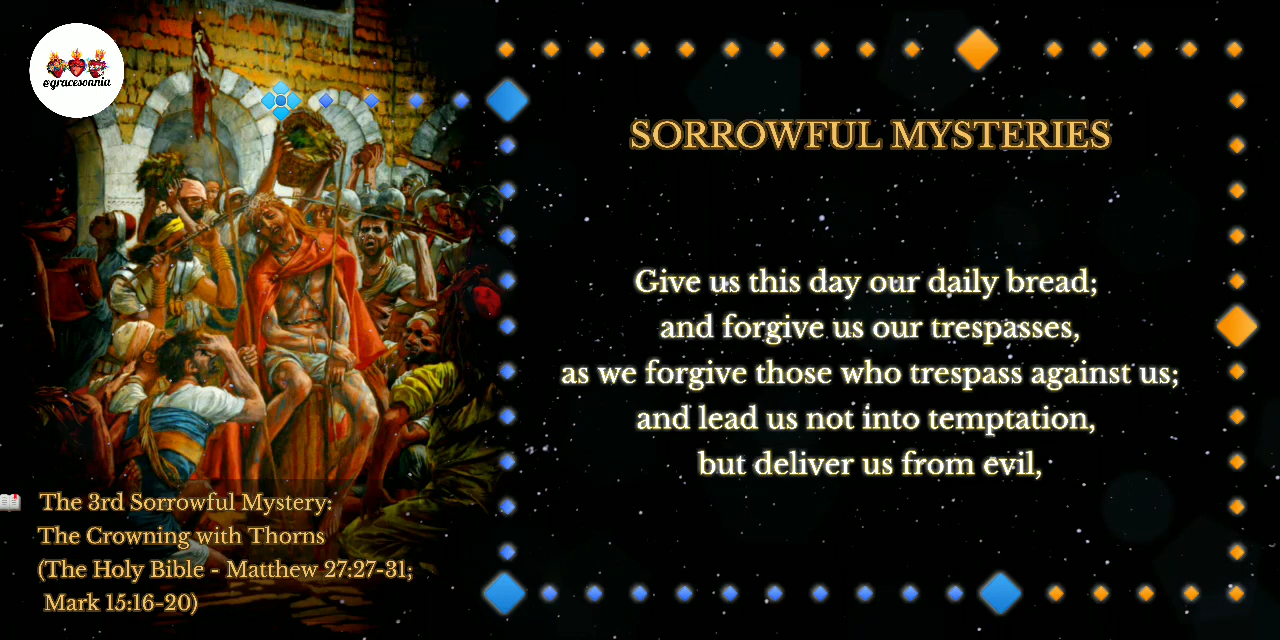 @gracesonnia
SORROWFUL MYSTERIES
Give us this day our daily bread;
and forgive us our trespasses,
as we forgive those who trespass against us;
and lead us not into temptation,
but deliver us from evil,
The 3rd Sorrowful Mystery:
The Crowning with Thorns
(The Holy Bible - Matthew 27:27-31;
Mark 15:16-20)